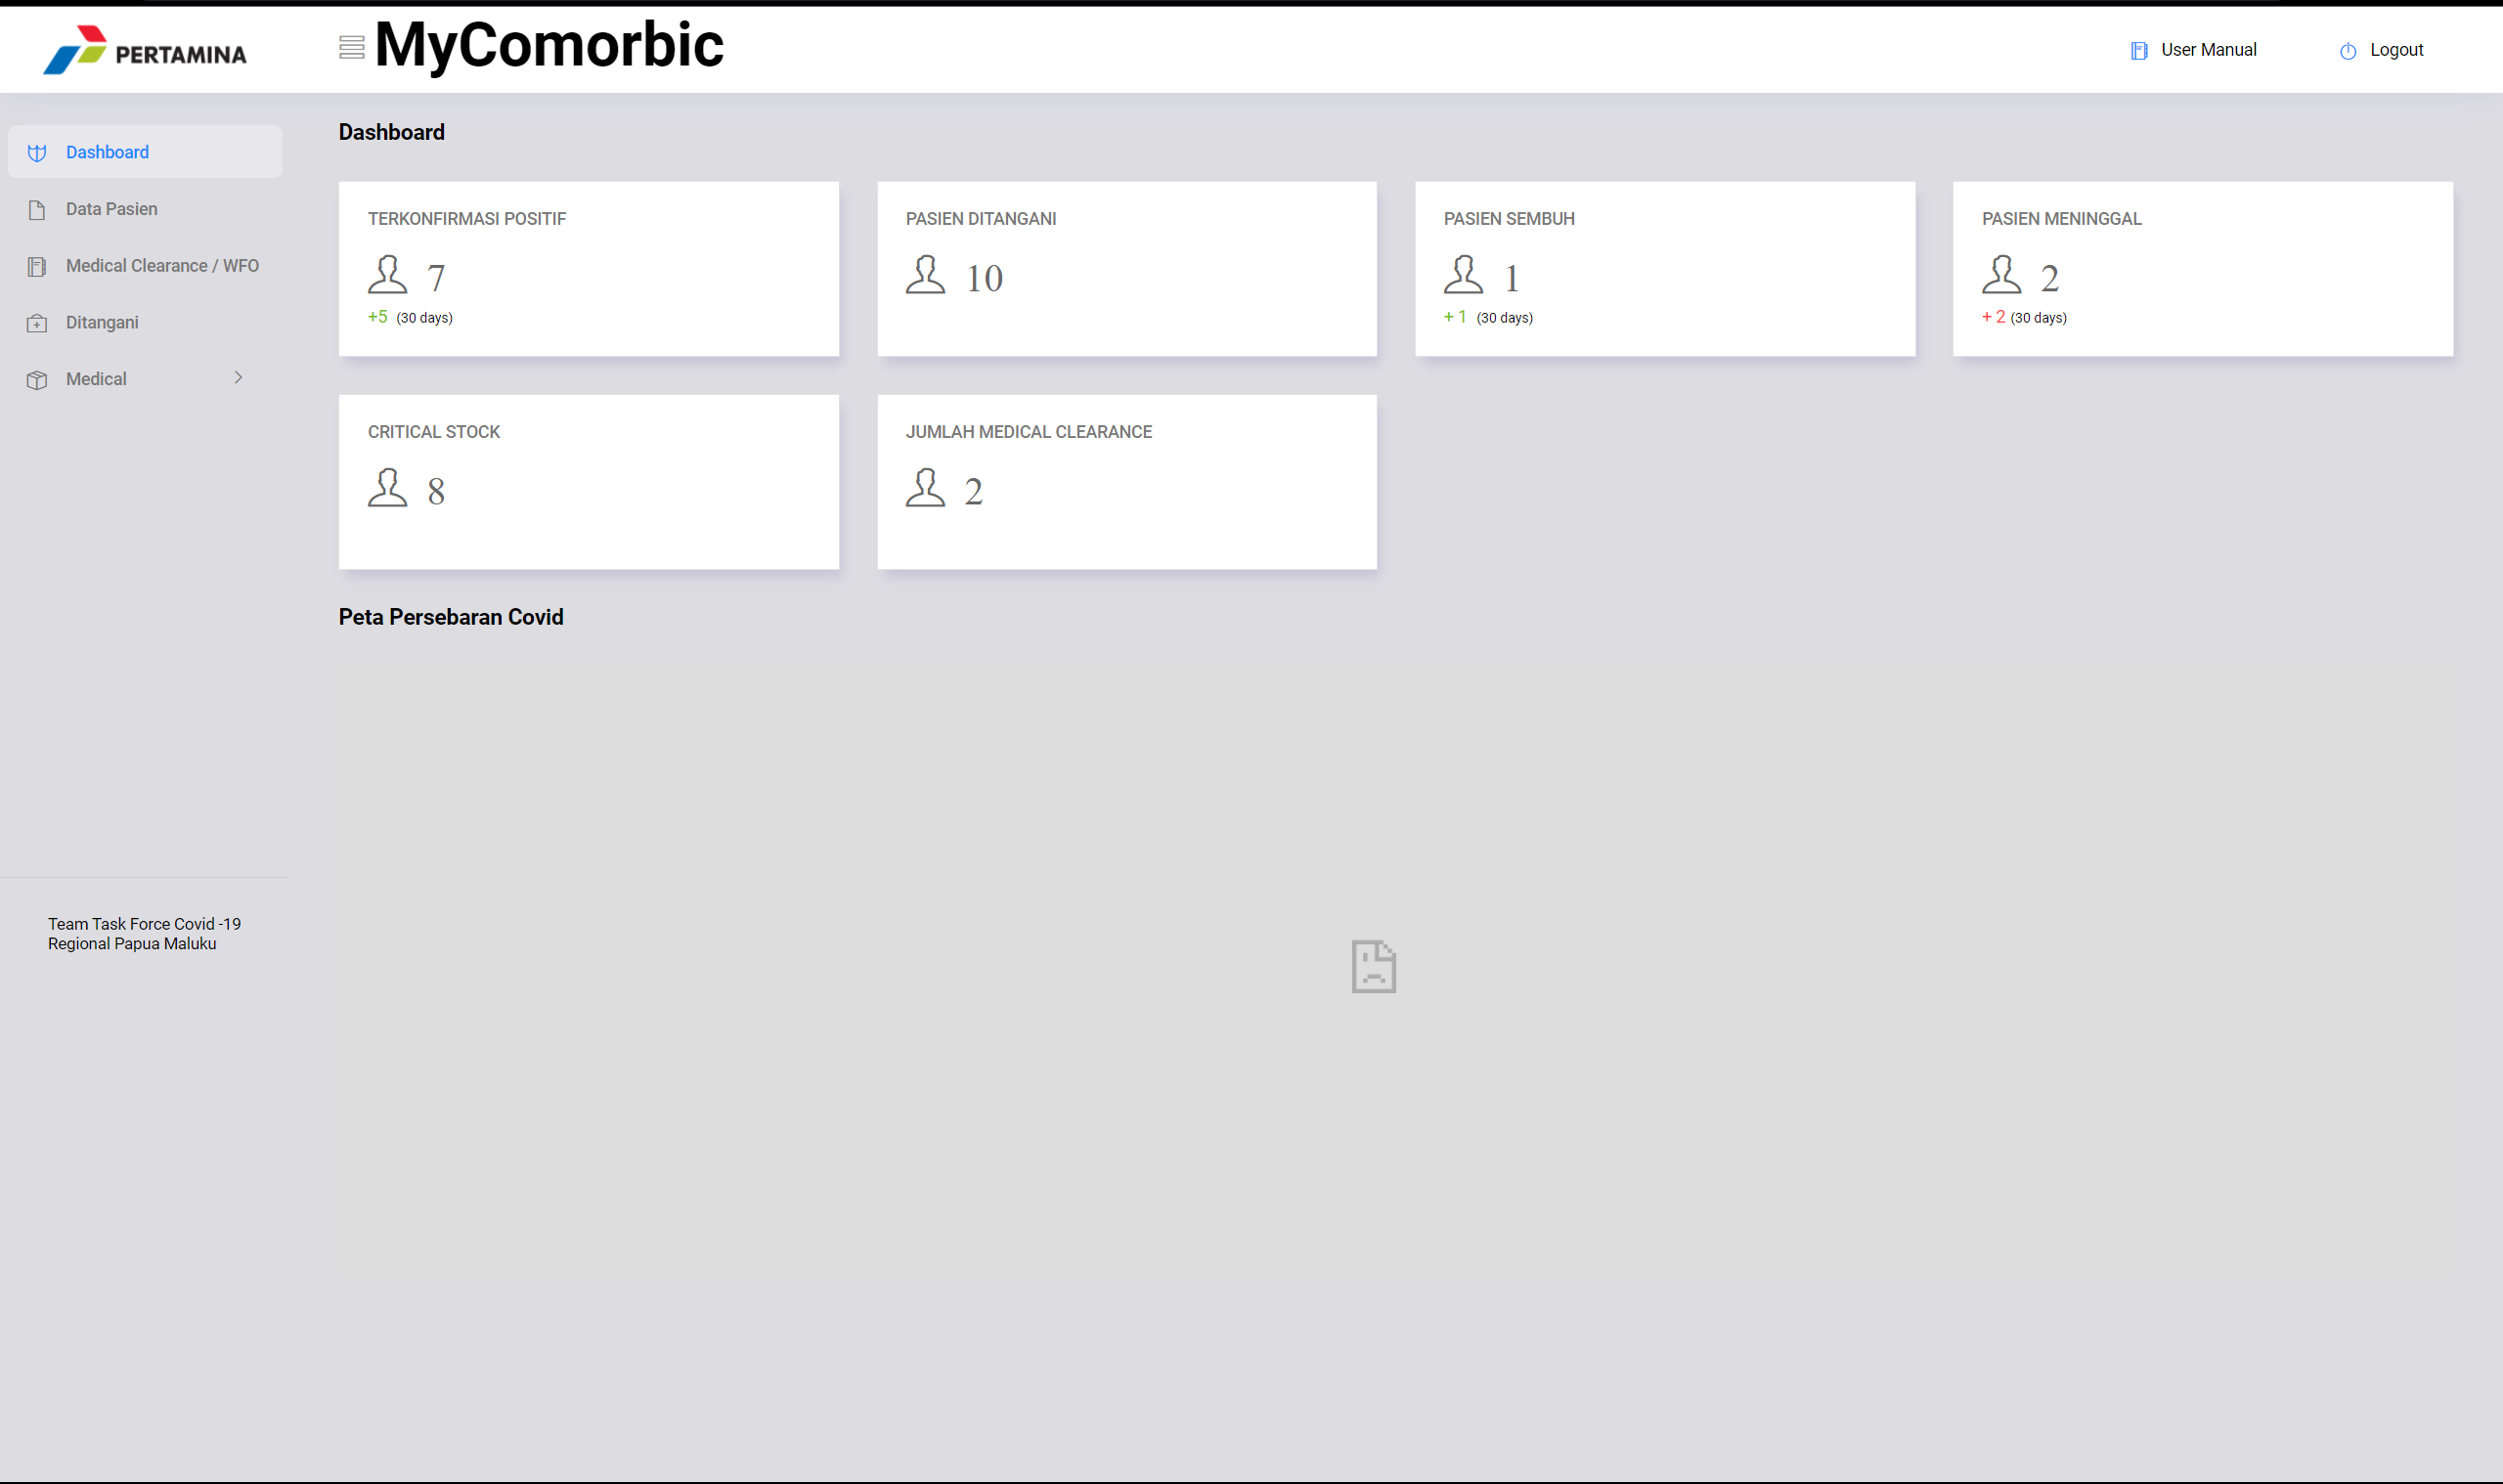 PERTAMINA
MyComorbic
User Manual
Logout
Dashboard
Data Pasien
Medical Clearance / WFO
Ditangani
Medical
Team Task Force Covid -19
Regional Papua Maluku
Dashboard
TERKONFIRMASI POSITIF
7
+5 (30 days)
PASIEN DITANGANI
10
PASIEN SEMBUH
1
+ 1 (30 days)
PASIEN MENINGGAL
2
+ 2 (30 days)
CRITICAL STOCK
8
JUMLAH MEDICAL CLEARANCE
2
Peta Persebaran Covid